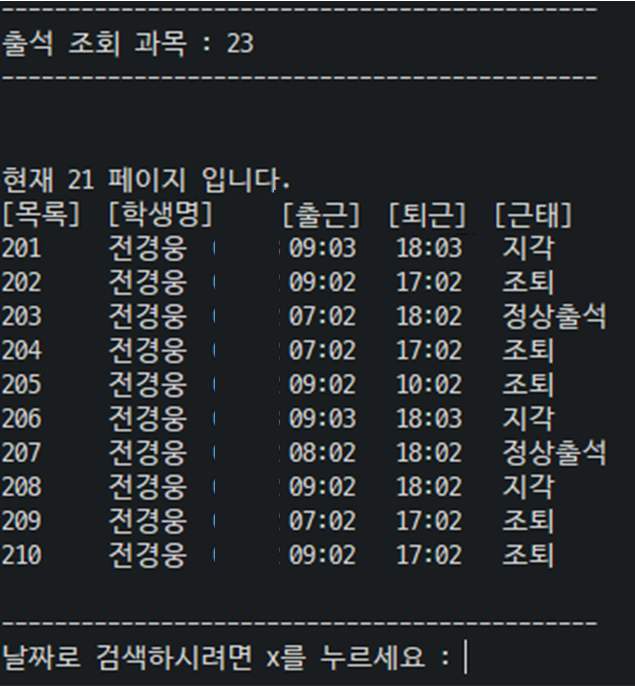 --------------------------------------------
출석 조회 과목 : 23
--------------------------------------------
현재 21 페이지 입니다.
[목록] [학생명] [출근] [퇴근] [근태]
201 전경웅 09:03 18:03 지각
202 전경웅 09:02 17:02 조퇴
203 전경웅 07:02 18:02 정상출석
204 전경웅 07:02 17:02 조퇴
205 전경웅 09:02 10:02 조퇴
206 전경웅 09:03 18:03 지각
207 전경웅 08:02 18:02 정상출석
208 전경웅 09:02 18:02 지각
209 전경웅 07:02 17:02 조퇴
210 전경웅 09:02 17:02 조퇴
--------------------------------------------
날짜로 검색하시려면 x를 누르세요 :